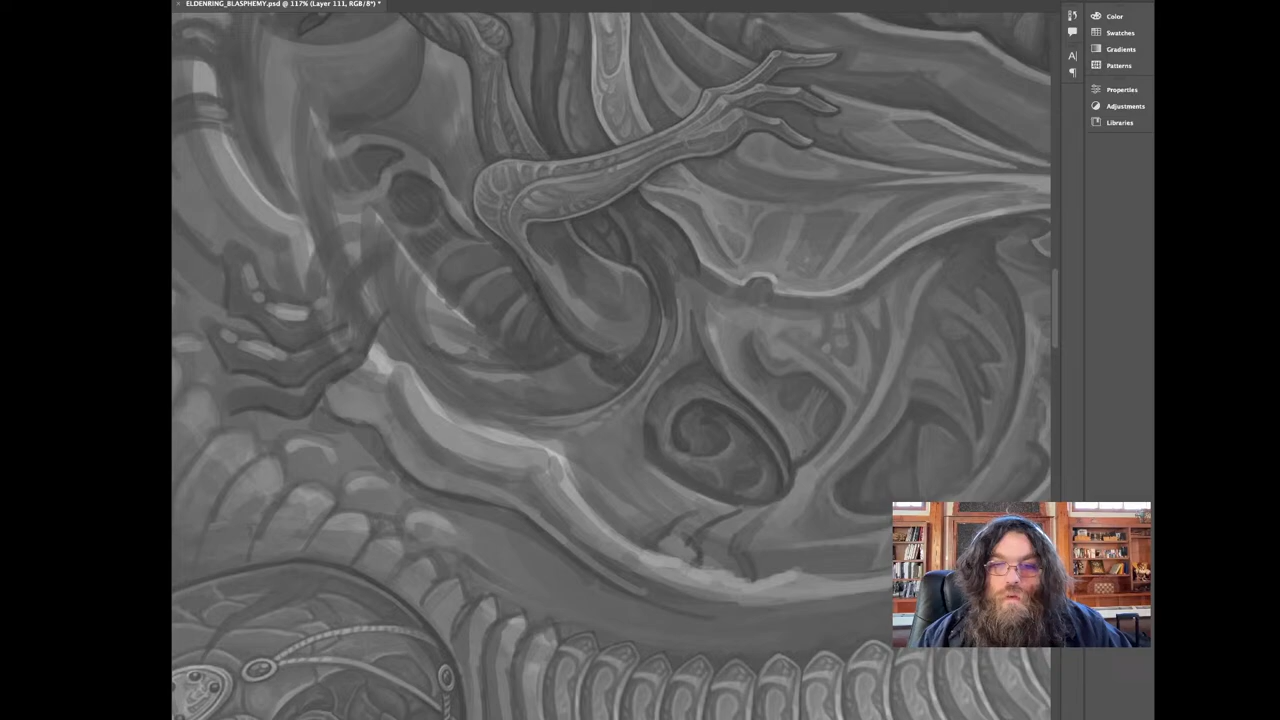 × ELDENRING_BLASPHEMY.psd @ 117% (Layer 111, RGB/8*) *
Color
Swatches
Gradients
Patterns
Properties
Adjustments
Libraries